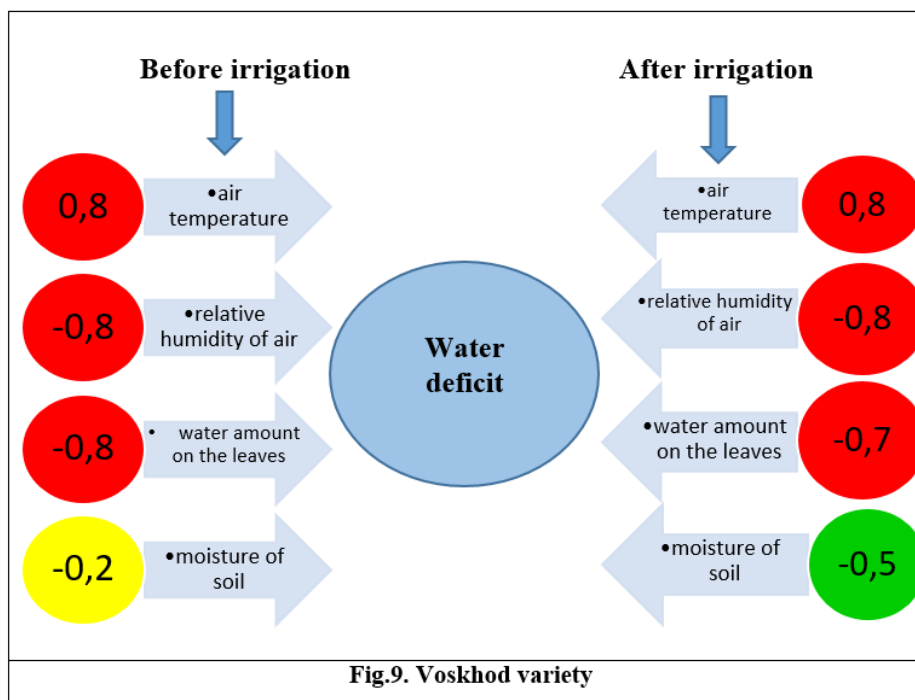 Before irrigation
After irrigation
0,8
•air
temperature
•air
temperature
0,8
-0,8
•relative
humidity of air
•relative humidity
of air
-0,8
Water
deficit
-0,8
• water amount
on the leaves
•water amount
on the leaves
-0,7
-0,2
•moisture of
soil
•moisture of
soil
-0,5
Fig.9. Voskhod variety